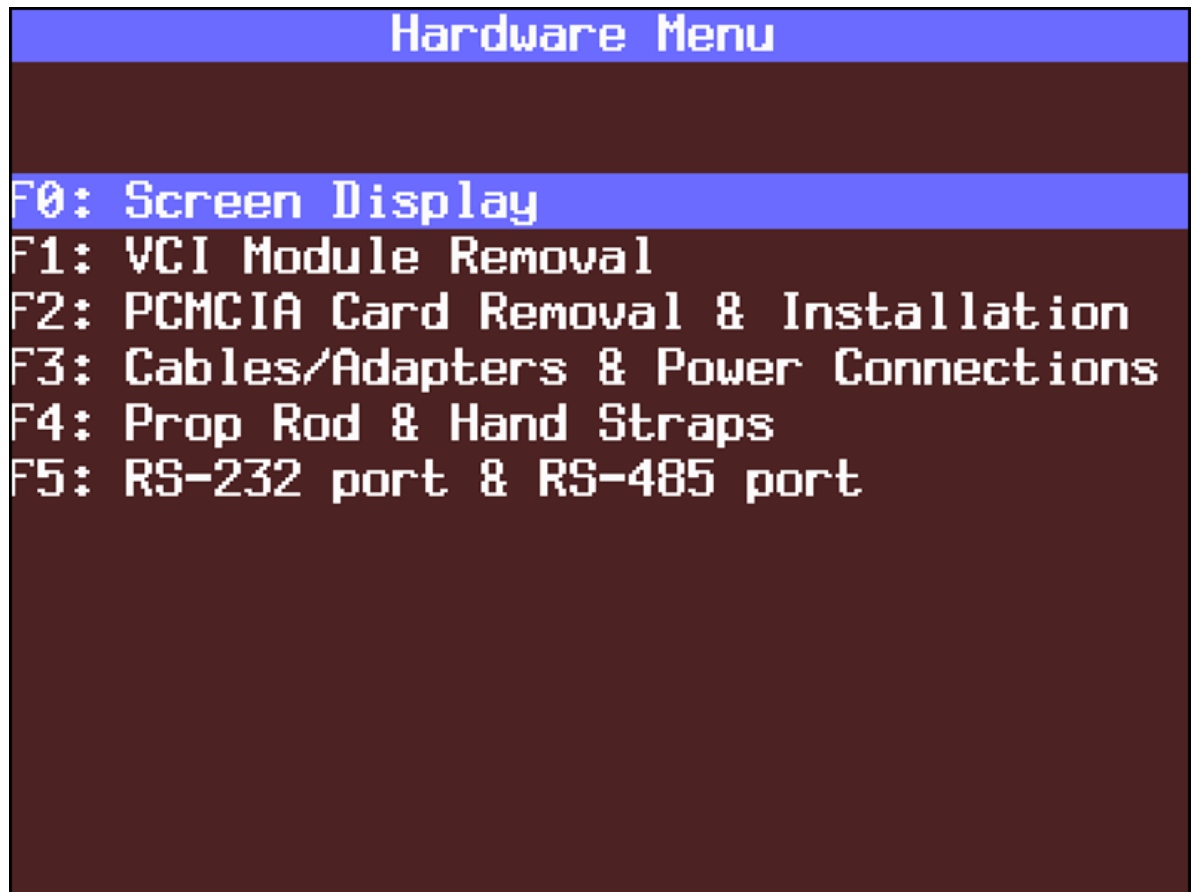 Hardware Menu
F0: Screen Display
F1: VCI Module Removal
F2: PCMCIA Card Removal & Installation
F3: Cables/Adapters & Power Connections
F4: Prop Rod & Hand Straps
F5: RS-232 port & RS-485 port